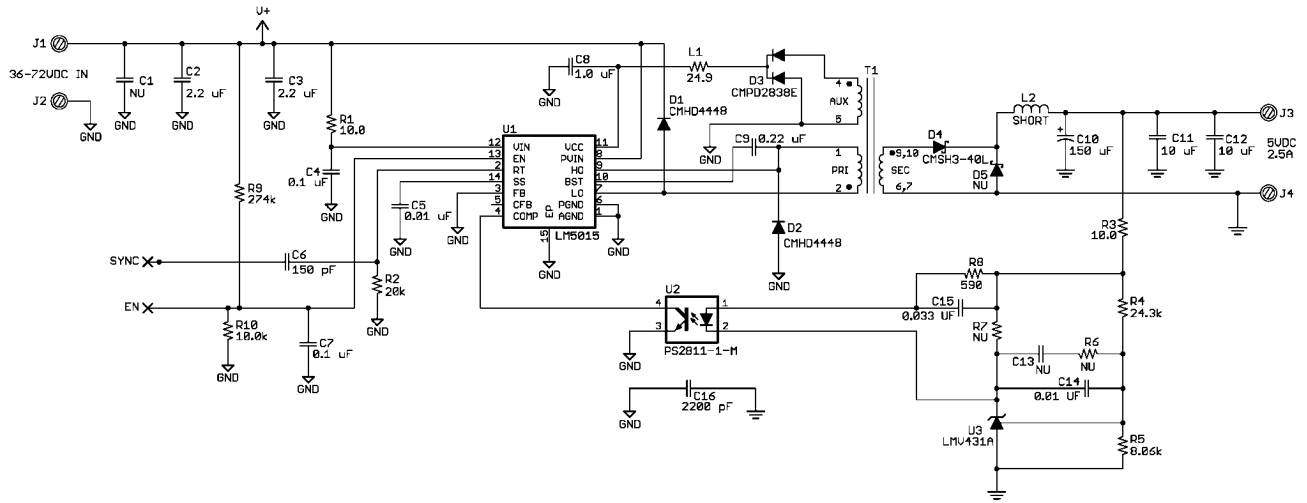 V+
J1
36-72VDC IN
J2
GND
C1
NU
GND
C2
2.2 uF
GND
C3
2.2 uF
GND
R1
10.0
C4
0.1 uF
GND
R9
274k
C8
1.0 uF
GND
L1
24.9
D3
CMPD2838E
D1
CMHD4448
GND
T1
4
AUX
5
1
PRI
2
9,10
SEC
6,7
C9
0.22 uF
U1
12
13
14
2
3
5
4
VIN
EN
RT
SS
FB
CFB
COMP
EP
15
VCC
PVIN
HO
BST
LO
PGND
AGND
11
8
9
10
7
6
1
LM5015
GND
GND
C5
0.01 uF
GND
GND
D2
CMHD4448
GND
D4
CMSH3-40L
D5
NU
L2
SHORT
C10
150 uF
C11
10 uF
C12
10 uF
J3
5VDC
2.5A
J4
SYNC
C6
150 pF
R2
20k
GND
EN
R10
10.0k
GND
C7
0.1 uF
GND
U2
4
3
1
2
PS2811-1-M
GND
C16
2200 pF
GND
R3
10.0
R8
590
C15
0.033 UF
R4
24.3k
R7
NU
C13
NU
R6
NU
C14
0.01 UF
U3
LMV431A
R5
8.06k